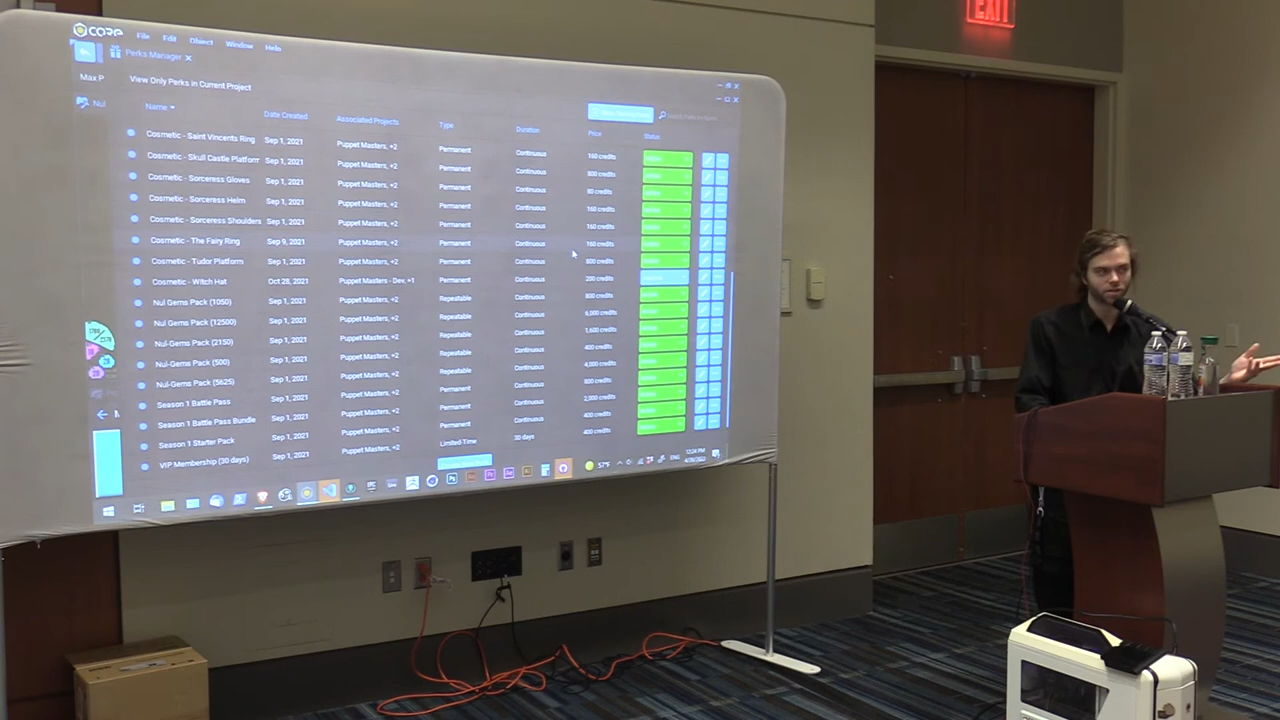 EXIT
CORE File Edit Object Window Help
Perks Manager
Max P View Only Perks in Current Project
Nul
Name Date Created Associated Projects Type Duration Price Status
Cosmetic - Saint Vincents Ring Sep 1, 2021 Puppet Masters, +2 Permanent Continuous 160 credits
Cosmetic - Skull Castle Platform Sep 1, 2021 Puppet Masters, +2 Permanent Continuous 800 credits
Cosmetic - Sorceress Gloves Sep 1, 2021 Puppet Masters, +2 Permanent Continuous 80 credits
Cosmetic - Sorceress Helm Sep 1, 2021 Puppet Masters, +2 Permanent Continuous 160 credits
Cosmetic - Sorceress Shoulders Sep 1, 2021 Puppet Masters, +2 Permanent Continuous 160 credits
Cosmetic - The Fairy Ring Sep 9, 2021 Puppet Masters, +2 Permanent Continuous 160 credits
Cosmetic - Tudor Platform Sep 1, 2021 Puppet Masters, +2 Permanent Continuous 800 credits
Cosmetic - Witch Hat Oct 28, 2021 Puppet Masters - Dev, +1 Permanent Continuous 200 credits
Nul Gems Pack (1050) Sep 1, 2021 Puppet Masters, +2 Repeatable Continuous 800 credits
Nul Gems Pack (12500) Sep 1, 2021 Puppet Masters, +2 Repeatable Continuous 6,000 credits
Nul-Gems Pack (2150) Sep 1, 2021 Puppet Masters, +2 Repeatable Continuous 1,600 credits
Nul-Gems Pack (500) Sep 1, 2021 Puppet Masters, +2 Repeatable Continuous 400 credits
Nul-Gems Pack (5625) Sep 1, 2021 Puppet Masters, +2 Repeatable Continuous 4,000 credits
Season 1 Battle Pass Sep 1, 2021 Puppet Masters, +2 Permanent Continuous 800 credits
Season 1 Battle Pass Bundle Sep 1, 2021 Puppet Masters, +2 Permanent Continuous 2,000 credits
Season 1 Starter Pack Sep 1, 2021 Puppet Masters, +2 Permanent Continuous 400 credits
VIP Membership (30 days) Sep 1, 2021 Puppet Masters, +2 Limited-Time 30 days 400 credits
57°F ENG 12:24 PM